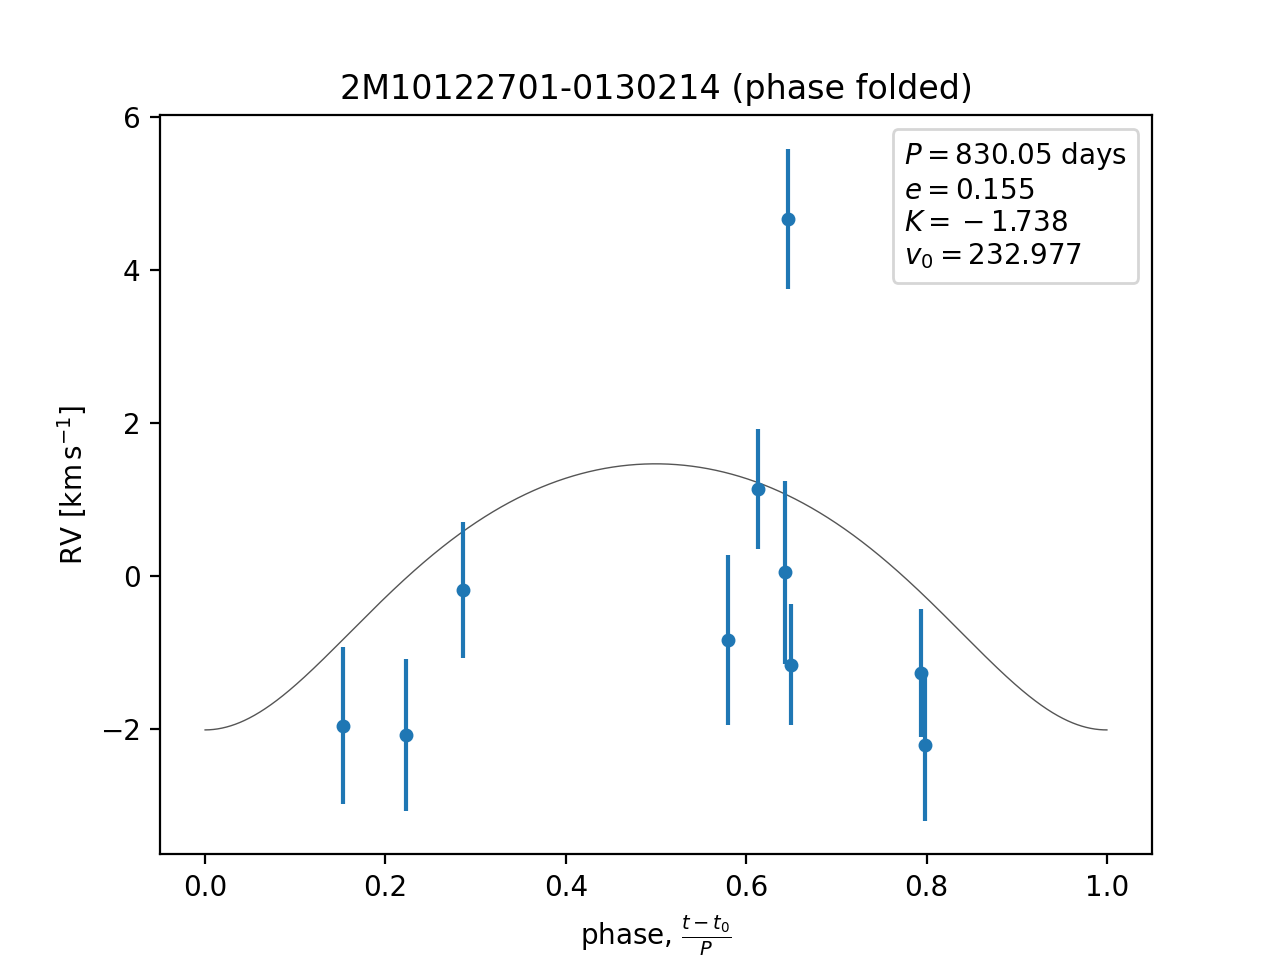 2M10122701-0130214 (phase folded)
P = 830.05 days
e = 0.155
K = −1.738
v₀ = 232.977
6
4
2
0
−2
RV [km s⁻¹]
0.0 0.2 0.4 0.6 0.8 1.0
phase, (t − t₀)/P